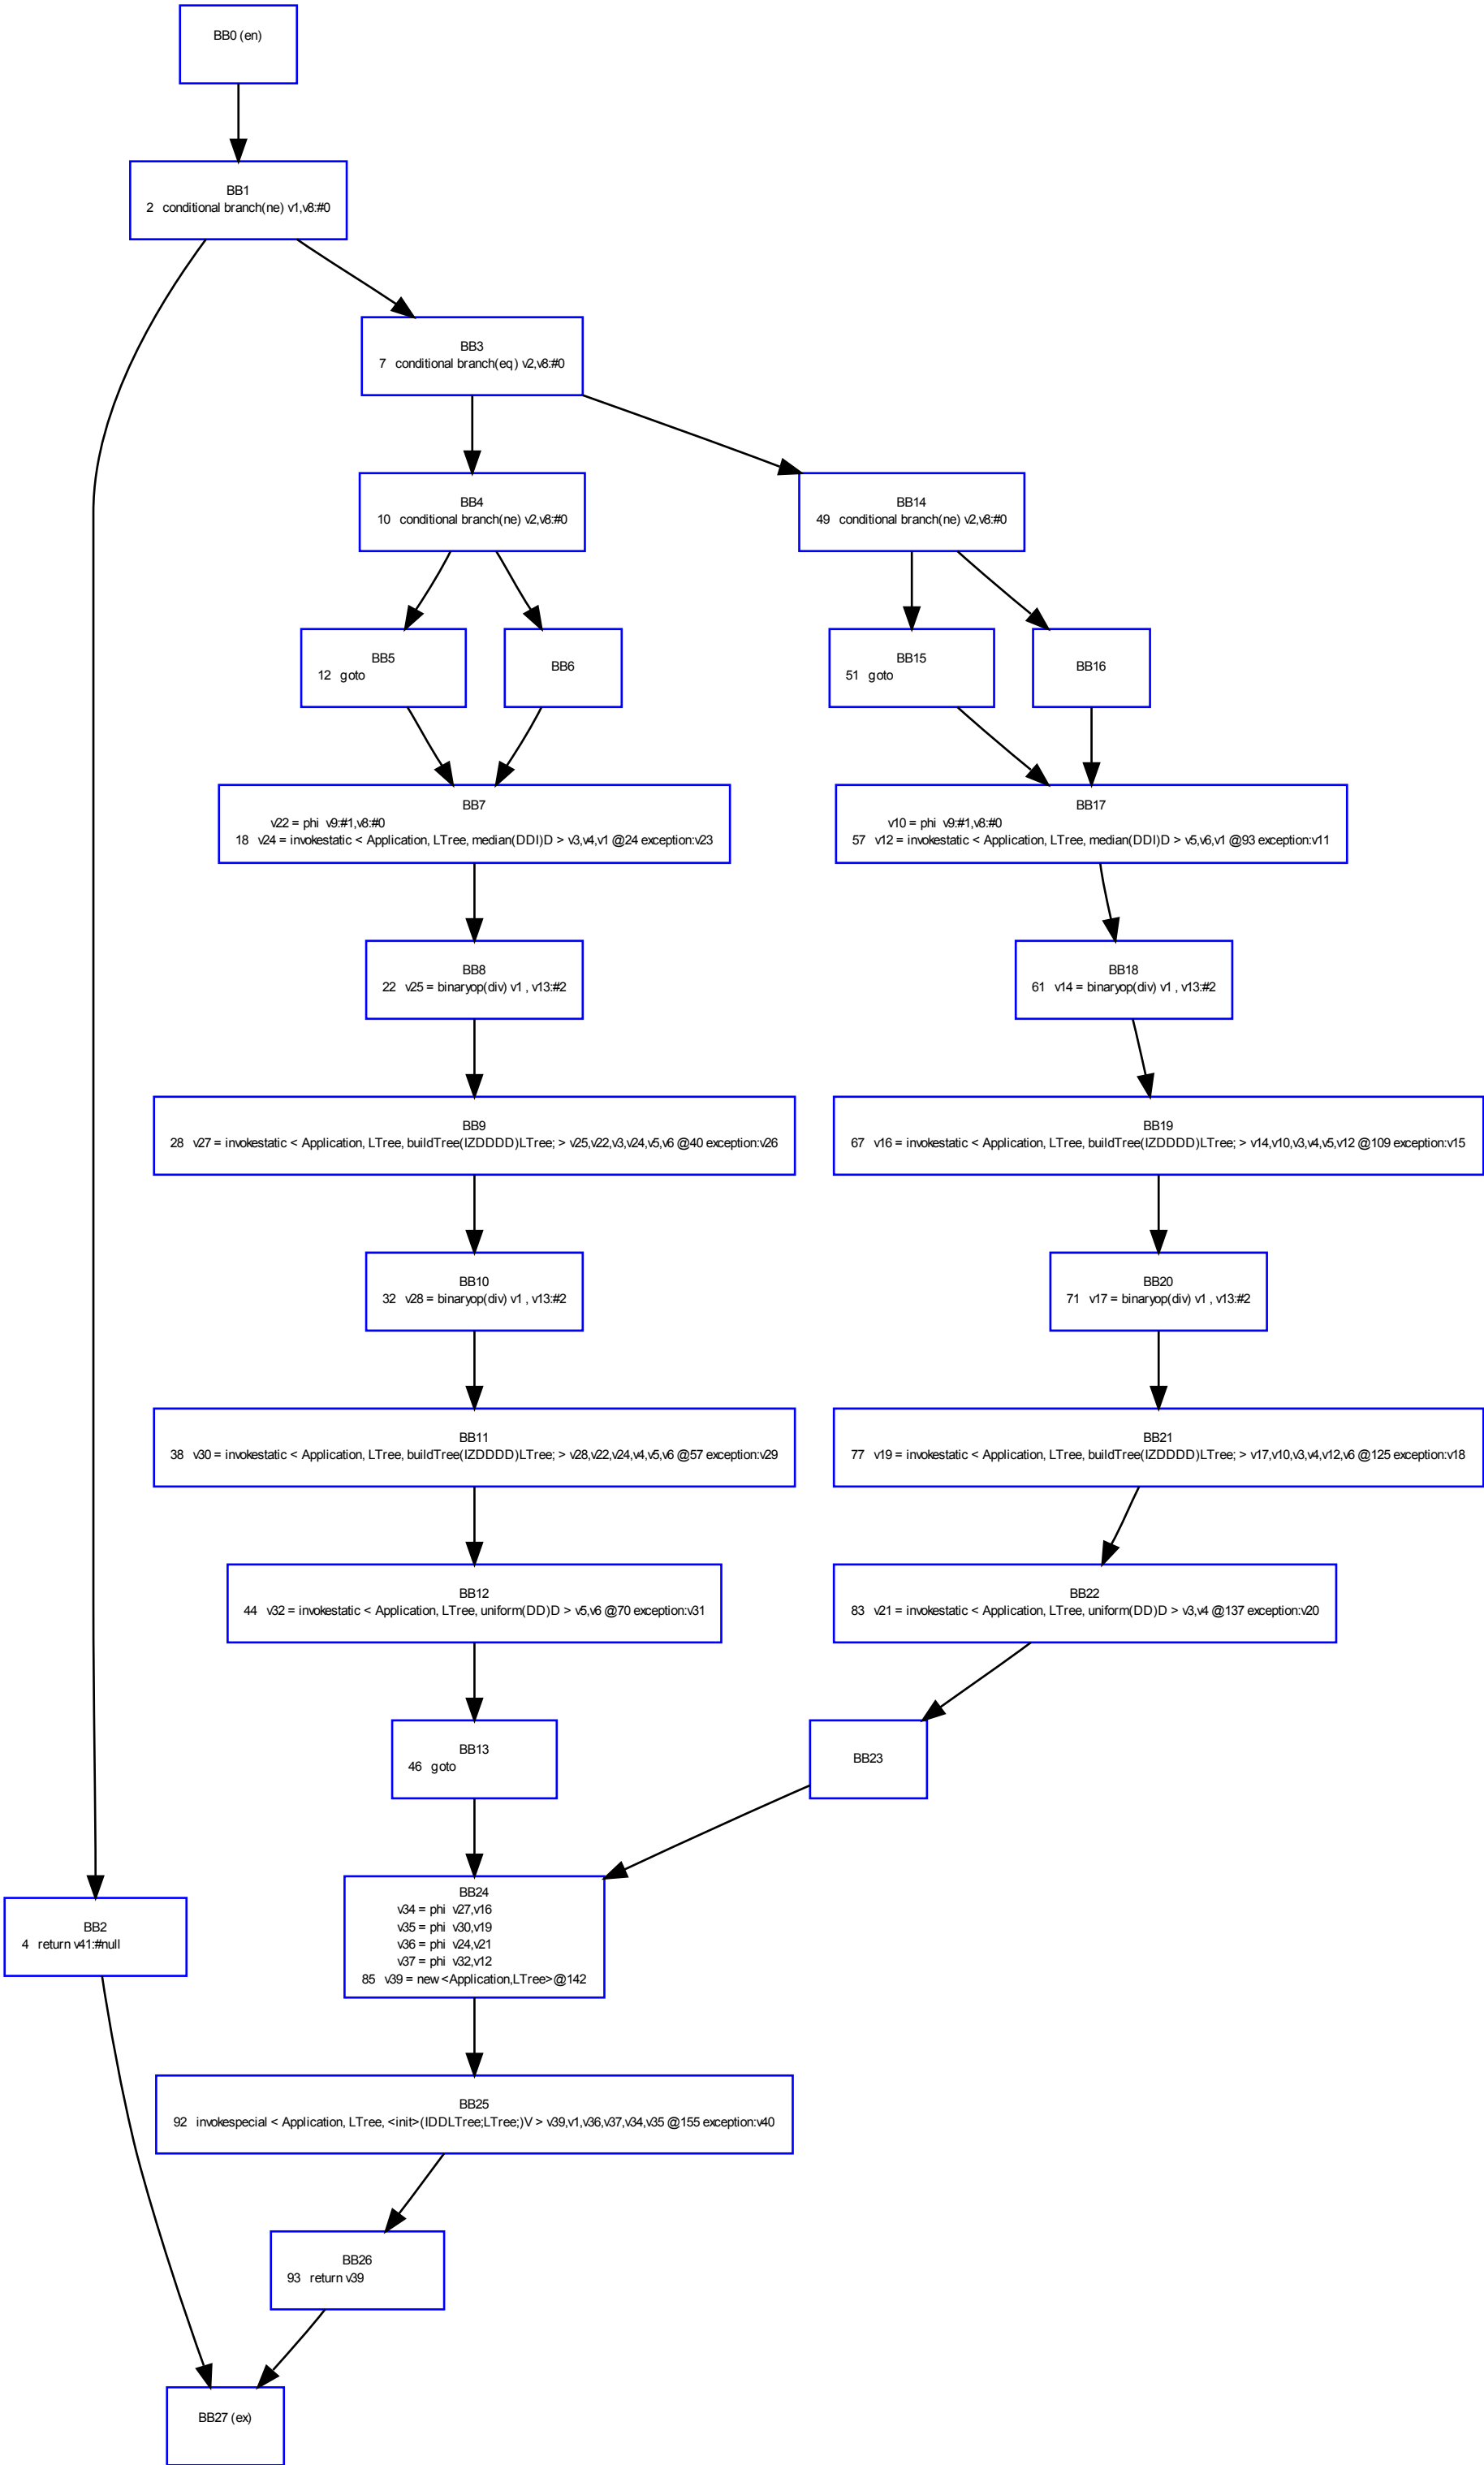 BB0 (en)
BB1
2 conditional branch(ne) v1,v8:#0
BB3
7 conditional branch(eq) v2,v8:#0
BB4
10 conditional branch(ne) v2,v8:#0
BB14
49 conditional branch(ne) v2,v8:#0
BB5
12 goto
BB6
BB15
51 goto
BB16
BB7
v22 = phi v9:#1,v8:#0
18 v24 = invokestatic < Application, LTree, median(DDI)D > v3,v4,v1 @24 exception:v23
BB17
v10 = phi v9:#1,v8:#0
57 v12 = invokestatic < Application, LTree, median(DDI)D > v5,v6,v1 @93 exception:v11
BB8
22 v25 = binaryop(div) v1 , v13:#2
BB18
61 v14 = binaryop(div) v1 , v13:#2
BB9
28 v27 = invokestatic < Application, LTree, buildTree(IZDDDD)LTree; > v25,v22,v3,v24,v5,v6 @40 exception:v26
BB19
67 v16 = invokestatic < Application, LTree, buildTree(IZDDDD)LTree; > v14,v10,v3,v4,v5,v12 @109 exception:v15
BB10
32 v28 = binaryop(div) v1 , v13:#2
BB20
71 v17 = binaryop(div) v1 , v13:#2
BB11
38 v30 = invokestatic < Application, LTree, buildTree(IZDDDD)LTree; > v28,v22,v24,v4,v5,v6 @57 exception:v29
BB21
77 v19 = invokestatic < Application, LTree, buildTree(IZDDDD)LTree; > v17,v10,v3,v4,v12,v6 @125 exception:v18
BB12
44 v32 = invokestatic < Application, LTree, uniform(DD)D > v5,v6 @70 exception:v31
BB22
83 v21 = invokestatic < Application, LTree, uniform(DD)D > v3,v4 @137 exception:v20
BB13
46 goto
BB23
BB24
v34 = phi v27,v16
v35 = phi v30,v19
v36 = phi v24,v21
v37 = phi v32,v12
85 v39 = new <Application,LTree>@142
BB2
4 return v41:#null
BB25
92 invokespecial < Application, LTree, <init>(IDDLTree;LTree;)V > v39,v1,v36,v37,v34,v35 @155 exception:v40
BB26
93 return v39
BB27 (ex)